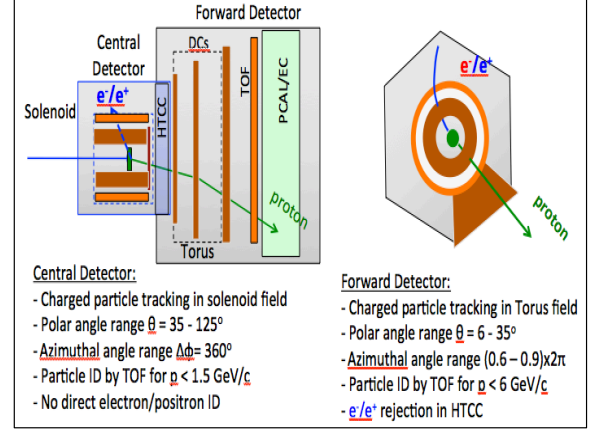 Forward Detector
Central
Detector
DCs
TOF
PCAL/EC
HTCC
Solenoid
e-/e+
proton
Torus
e-/e+
proton
Central Detector:
- Charged particle tracking in solenoid field
- Polar angle range θ = 35 - 125°
-Azimuthal angle range Δφ= 360°
- Particle ID by TOF for p < 1.5 GeV/c
- No direct electron/positron ID
Forward Detector:
- Charged particle tracking in Torus field
- Polar angle range θ = 6 - 35°
-Azimuthal angle range (0.6 – 0.9)x2π
- Particle ID by TOF for p < 6 GeV/c
- e-/e+ rejection in HTCC